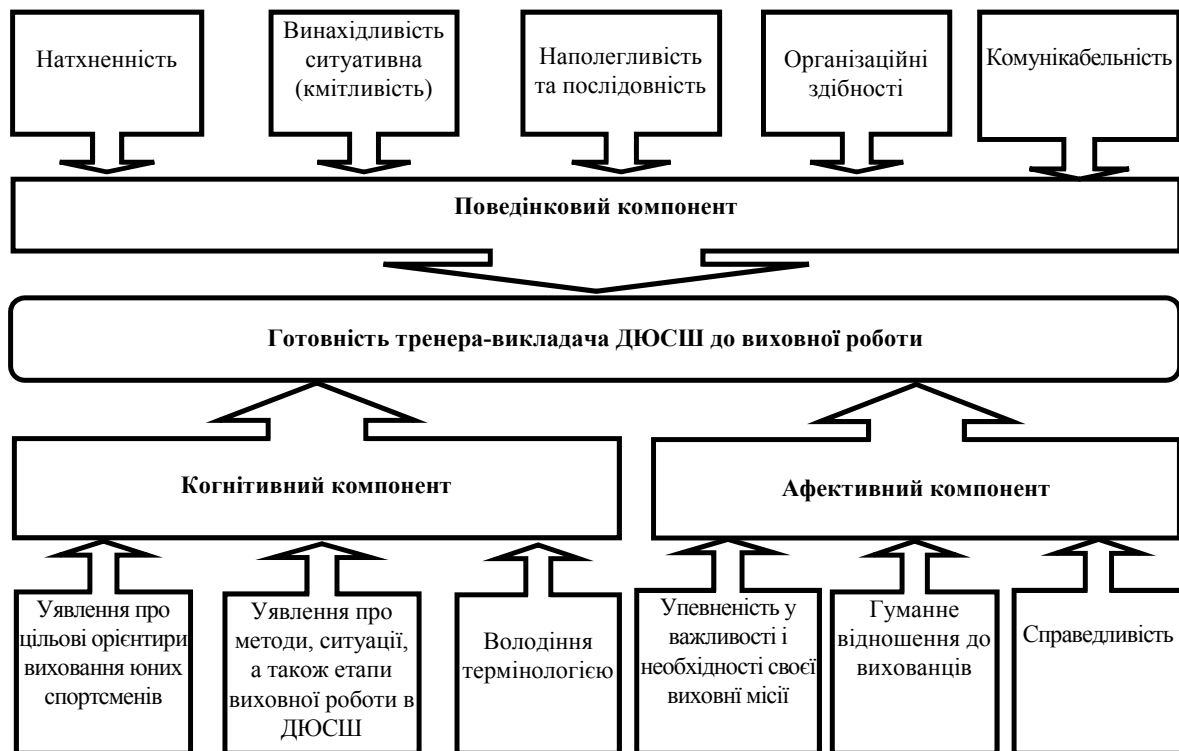 Натхненність
Винахідливість
ситуативна
(кмітливість)
Наполегливість
та послідовність
Організаційні
здібності
Комунікабельність
Поведінковий компонент
Готовність тренера-викладача ДЮСШ до виховної роботи
Когнітивний компонент
Афективний компонент
Уявлення про
цільові орієнтири
виховання юних
спортсменів
Уявлення про
методи, ситуації,
а також етапи
виховної роботи в
ДЮСШ
Володіння
термінологією
Упевненість у
важливості і
необхідності своєї
виховні місії
Гуманне
відношення до
вихованців
Справедливість